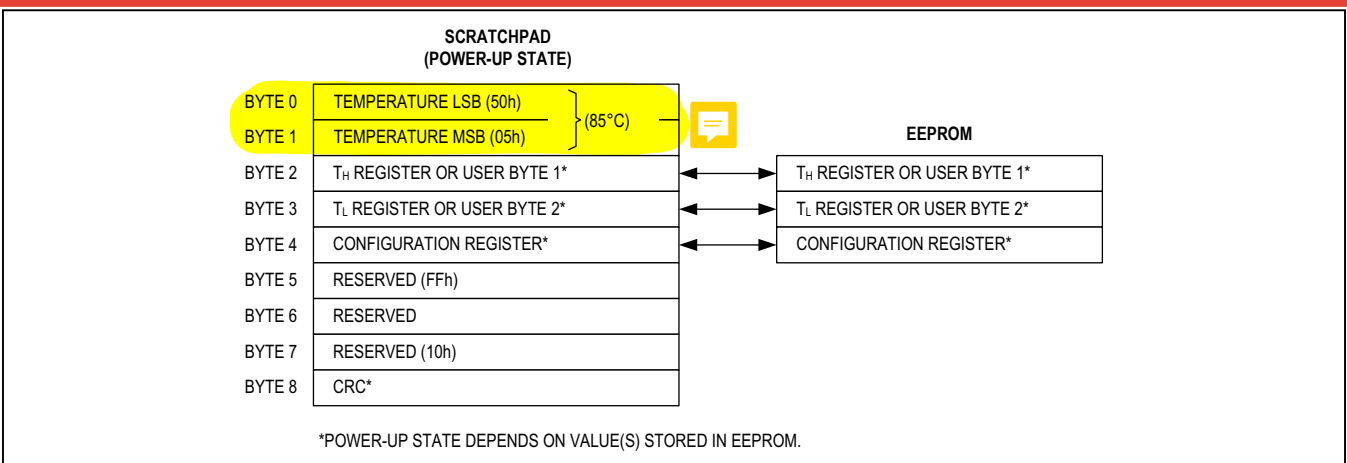 SCRATCHPAD
(POWER-UP STATE)
BYTE 0 TEMPERATURE LSB (50h)
(85°C)
BYTE 1 TEMPERATURE MSB (05h)
EEPROM
BYTE 2 TH REGISTER OR USER BYTE 1* TH REGISTER OR USER BYTE 1*
BYTE 3 TL REGISTER OR USER BYTE 2* TL REGISTER OR USER BYTE 2*
BYTE 4 CONFIGURATION REGISTER* CONFIGURATION REGISTER*
BYTE 5 RESERVED (FFh)
BYTE 6 RESERVED
BYTE 7 RESERVED (10h)
BYTE 8 CRC*
*POWER-UP STATE DEPENDS ON VALUE(S) STORED IN EEPROM.